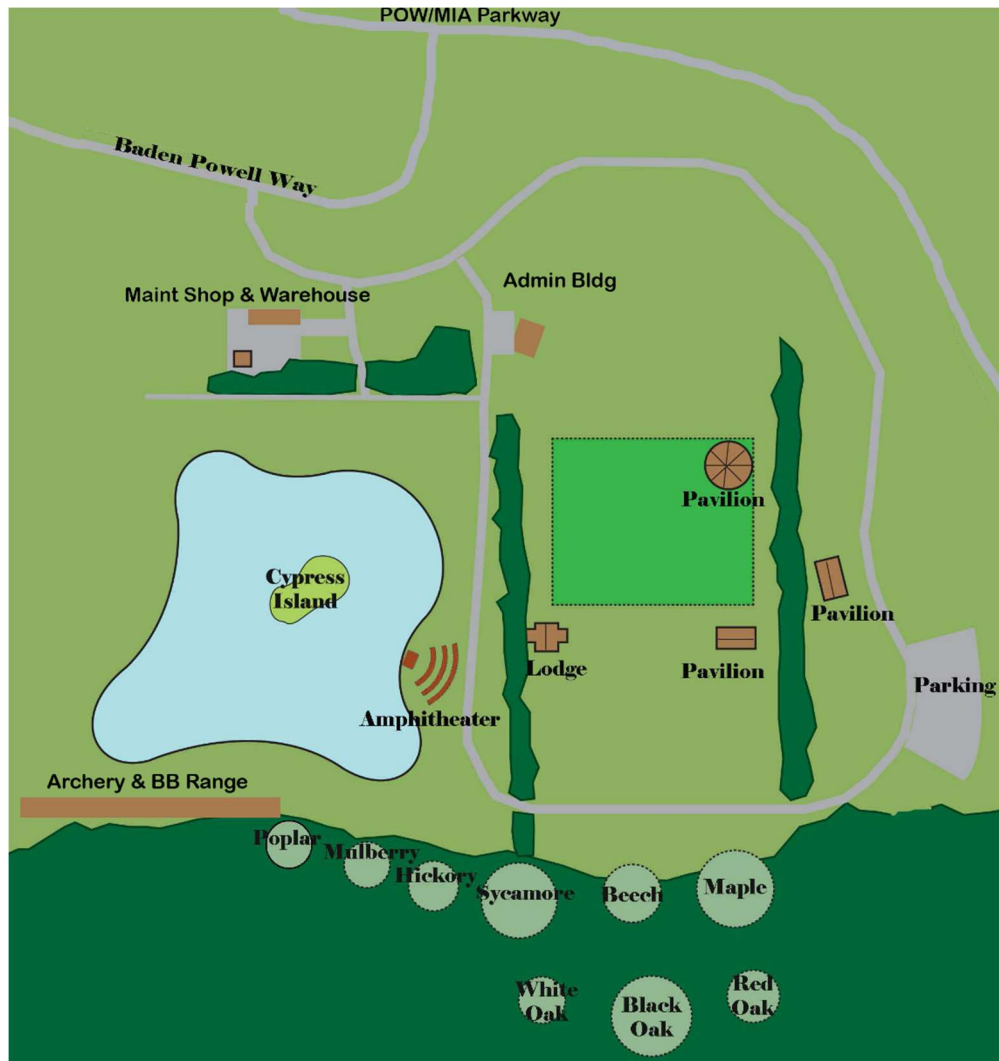 POW/MIA Parkway
Baden Powell Way
Admin Bldg
Maint Shop & Warehouse
Pavilion
Cypress
Island
Pavilion
Lodge
Pavilion
Parking
Amphitheater
Archery & BB Range
Poplar
Mulberry
Hickory
Sycamore
Beech
Maple
White
Oak
Black
Oak
Red
Oak